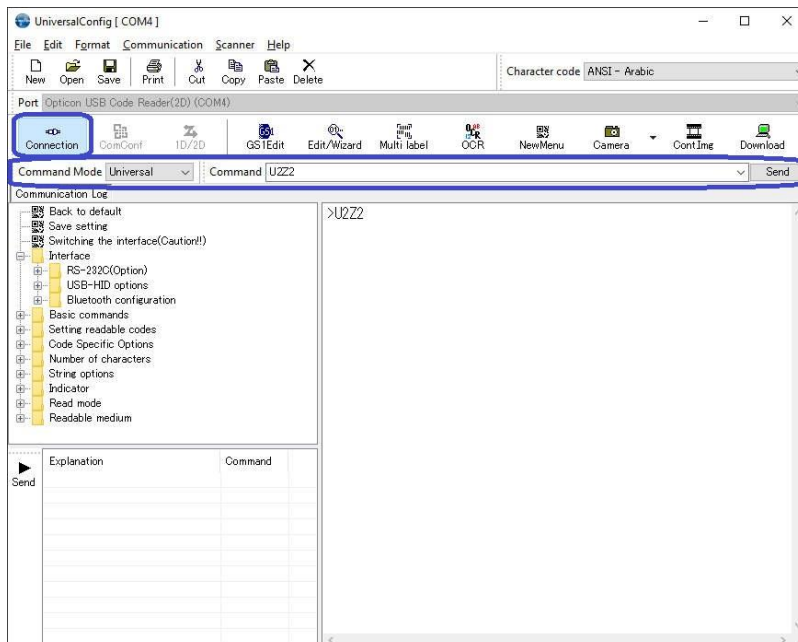 UniversalConfig [ COM4 ]
File Edit Format Communication Scanner Help
New Open Save Print Cut Copy Paste Delete Character code ANSI - Arabic
Port Opticon USB Code Reader(2D) (COM4)
Connection ComConf 1D/2D GS1Edit Edit/Wizard Multi label OCR NewMenu Camera ContImg Download
Command Mode Universal Command U2Z2 Send
Communication Log
Back to default
>U2Z2
Save setting
Switching the interface(Caution!!)
Interface
RS-232C(Option)
USB-HID options
Bluetooth configuration
Basic commands
Setting readable codes
Code Specific Options
Number of characters
String options
Indicator
Read mode
Readable medium
Explanation Command
Send